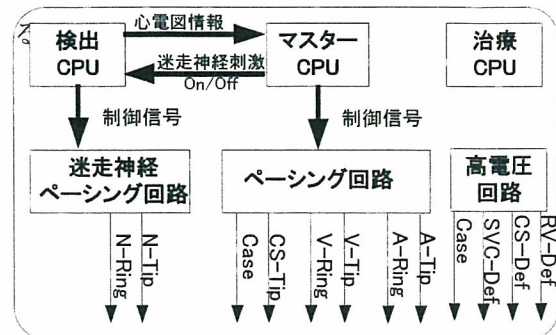 検出
CPU
心電図情報
迷走神経刺激
On/Off
マスター
CPU
治療
CPU
制御信号
制御信号
迷走神経
ペーシング回路
ペーシング回路
高電圧
回路
N-Ring
N-Tip
Case
CS-Tip
V-Ring
V-Tip
A-Ring
A-Tip
Case
SVC-Def
CS-Def
RV-Def